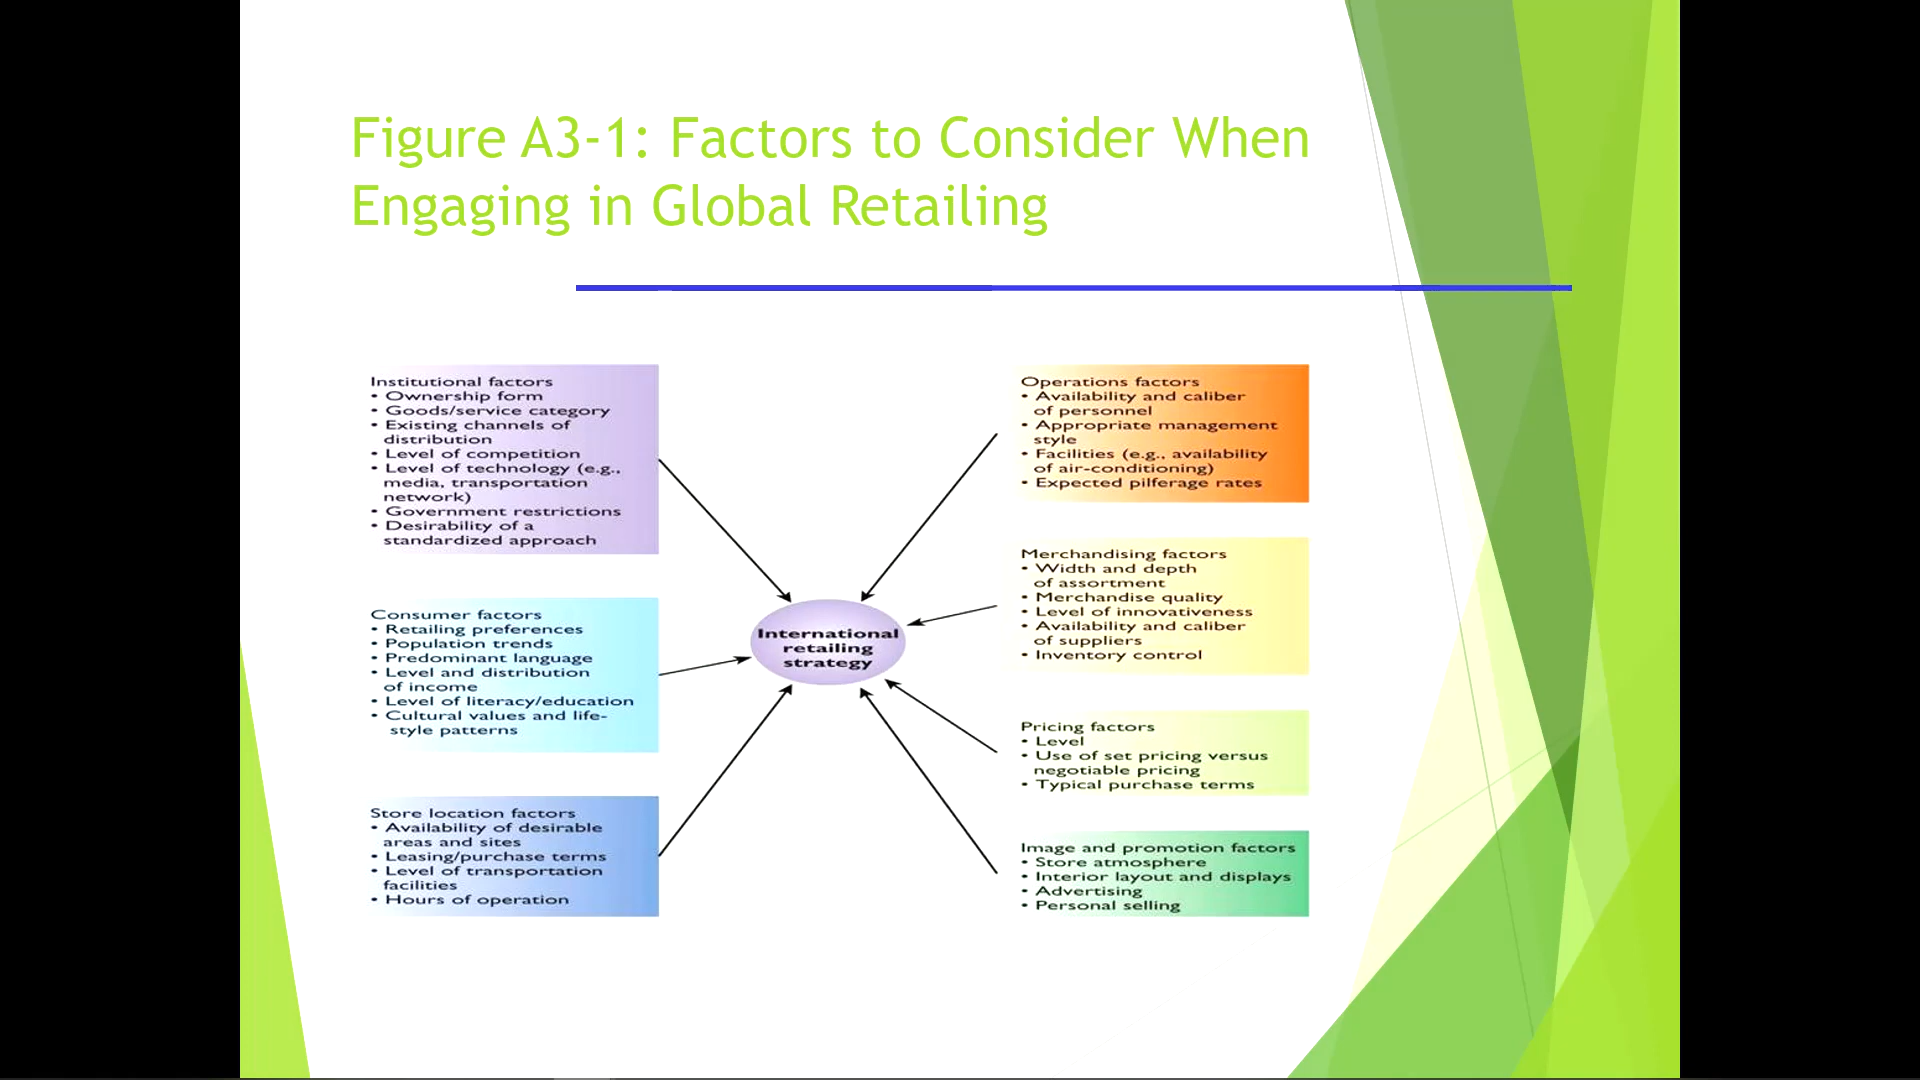 Figure A3-1: Factors to Consider When
Engaging in Global Retailing
Institutional factors
• Ownership form
• Goods/service category
• Existing channels of
distribution
• Level of competition
• Level of technology (e.g.,
media, transportation
network)
• Government restrictions
• Desirability of a
standardized approach
Consumer factors
• Retailing preferences
• Population trends
• Predominant language
• Level and distribution
of income
• Level of literacy/education
• Cultural values and life-
style patterns
Store location factors
• Availability of desirable
areas and sites
• Leasing/purchase terms
• Level of transportation
facilities
• Hours of operation
International
retailing
strategy
Operations factors
• Availability and caliber
of personnel
• Appropriate management
style
• Facilities (e.g., availability
of air-conditioning)
• Expected pilferage rates
Merchandising factors
• Width and depth
of assortment
• Merchandise quality
• Level of innovativeness
• Availability and caliber
of suppliers
• Inventory control
Pricing factors
• Level
• Use of set pricing versus
negotiable pricing
• Typical purchase terms
Image and promotion factors
• Store atmosphere
• Interior layout and displays
• Advertising
• Personal selling